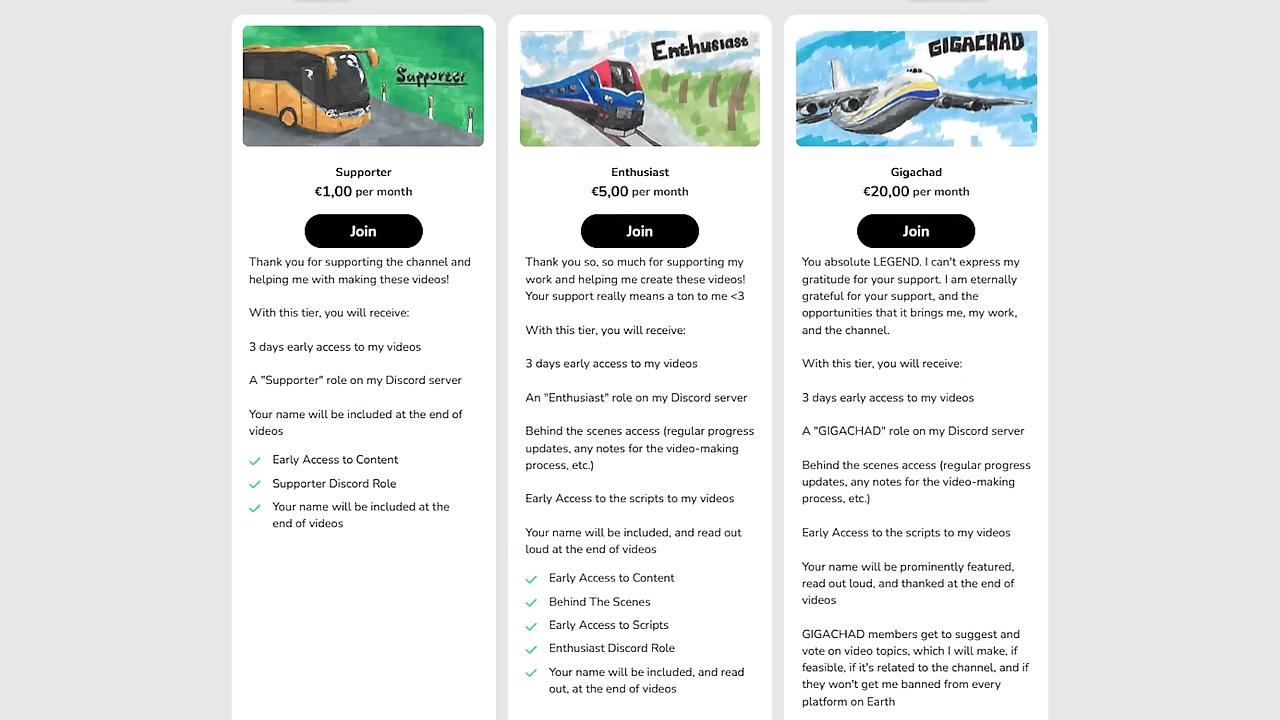 Supporter
Supporter
€1,00 per month
Join
Thank you for supporting the channel and
helping me with making these videos!
With this tier, you will receive:
3 days early access to my videos
A "Supporter" role on my Discord server
Your name will be included at the end of
videos
Early Access to Content
Supporter Discord Role
Your name will be included at the
end of videos
Enthusiast
Enthusiast
€5,00 per month
Join
Thank you so, so much for supporting my
work and helping me create these videos!
Your support really means a ton to me <3
With this tier, you will receive:
3 days early access to my videos
An "Enthusiast" role on my Discord server
Behind the scenes access (regular progress
updates, any notes for the video-making
process, etc.)
Early Access to the scripts to my videos
Your name will be included, and read out
loud at the end of videos
Early Access to Content
Behind The Scenes
Early Access to Scripts
Enthusiast Discord Role
Your name will be included, and read
out, at the end of videos
GIGACHAD
Gigachad
€20,00 per month
Join
You absolute LEGEND. I can't express my
gratitude for your support. I am eternally
grateful for your support, and the
opportunities that it brings me, my work,
and the channel.
With this tier, you will receive:
3 days early access to my videos
A "GIGACHAD" role on my Discord server
Behind the scenes access (regular progress
updates, any notes for the video-making
process, etc.)
Early Access to the scripts to my videos
Your name will be prominently featured,
read out loud, and thanked at the end of
videos
GIGACHAD members get to suggest and
vote on video topics, which I will make, if
feasible, if it's related to the channel, and if
they won't get me banned from every
platform on Earth